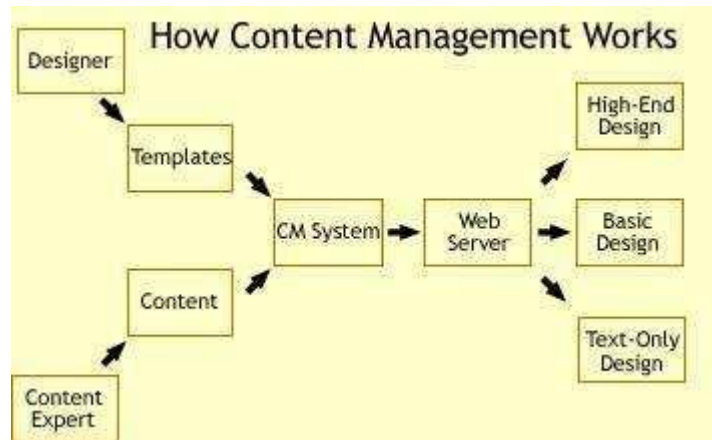 How Content Management Works
Designer
Templates
Content
Content
Expert
CM System
Web
Server
High-End
Design
Basic
Design
Text-Only
Design